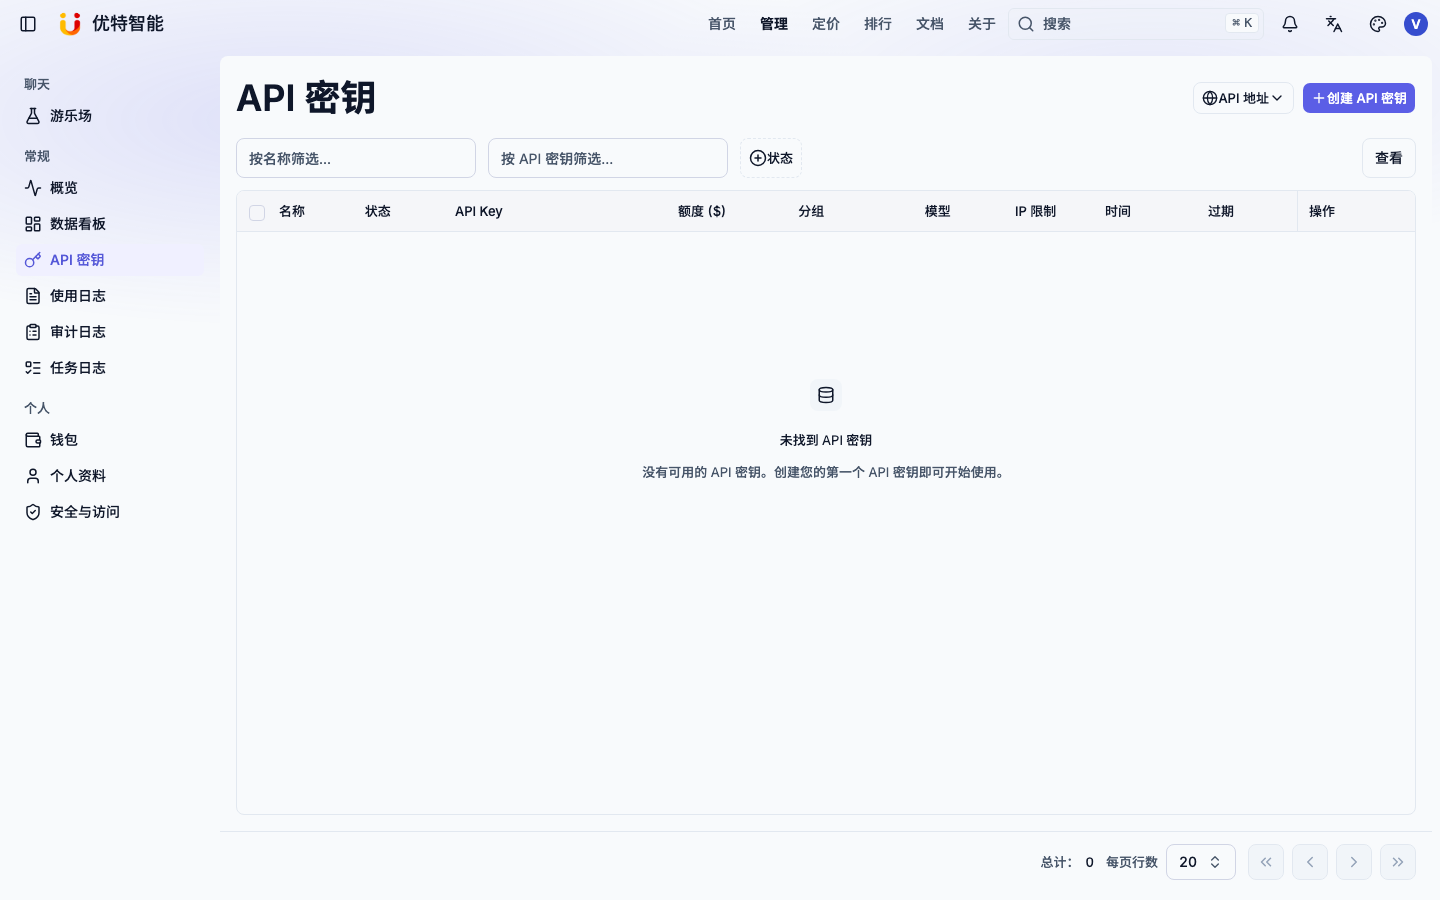 优特智能
首页 管理 定价 排行 文档 关于 搜索 ⌘ K V
聊天
游乐场
常规
概览
数据看板
API 密钥
使用日志
审计日志
任务日志
个人
钱包
个人资料
安全与访问
API 密钥
API 地址 创建 API 密钥
按名称筛选... 按 API 密钥筛选... 状态 查看
名称 状态 API Key 额度 ($) 分组 模型 IP 限制 时间 过期 操作
未找到 API 密钥
没有可用的 API 密钥。创建您的第一个 API 密钥即可开始使用。
总计： 0 每页行数 20